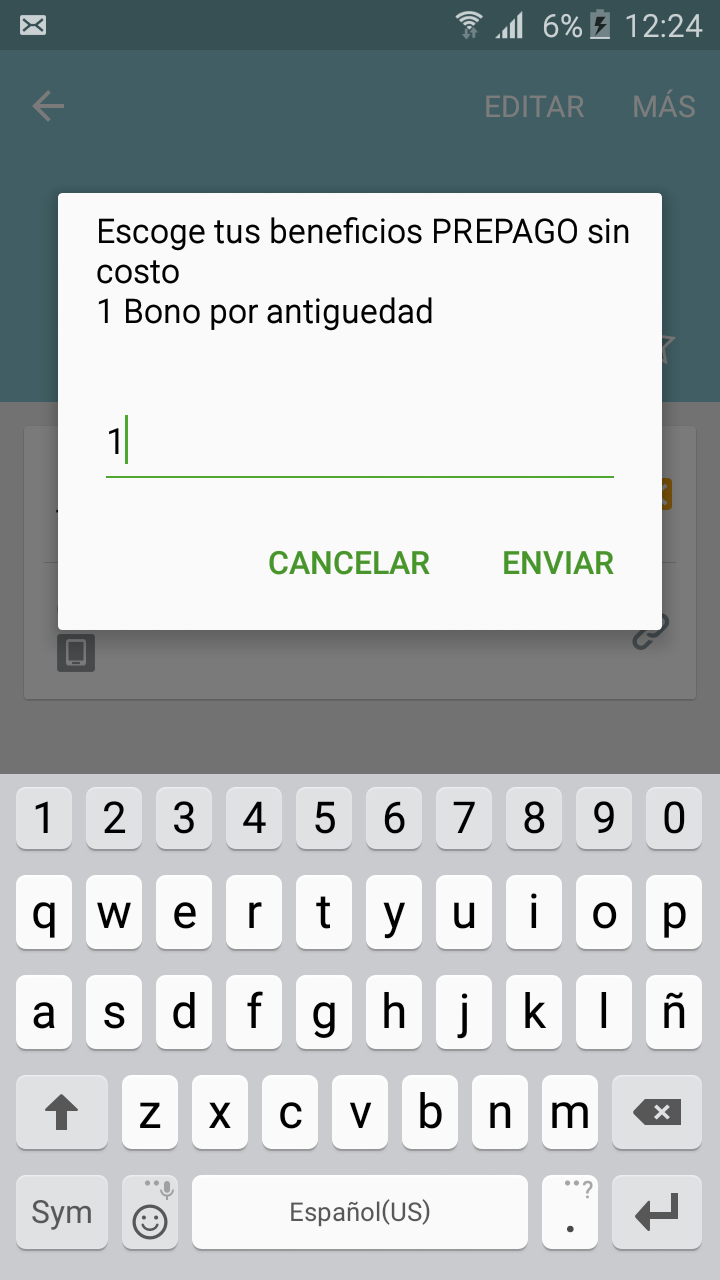 6% 12:24
EDITAR MÁS
Escoge tus beneficios PREPAGO sin
costo
1 Bono por antiguedad
1
CANCELAR ENVIAR
1 2 3 4 5 6 7 8 9 0
q w e r t y u i o p
a s d f g h j k l ñ
z x c v b n m
Sym Español(US) . ?